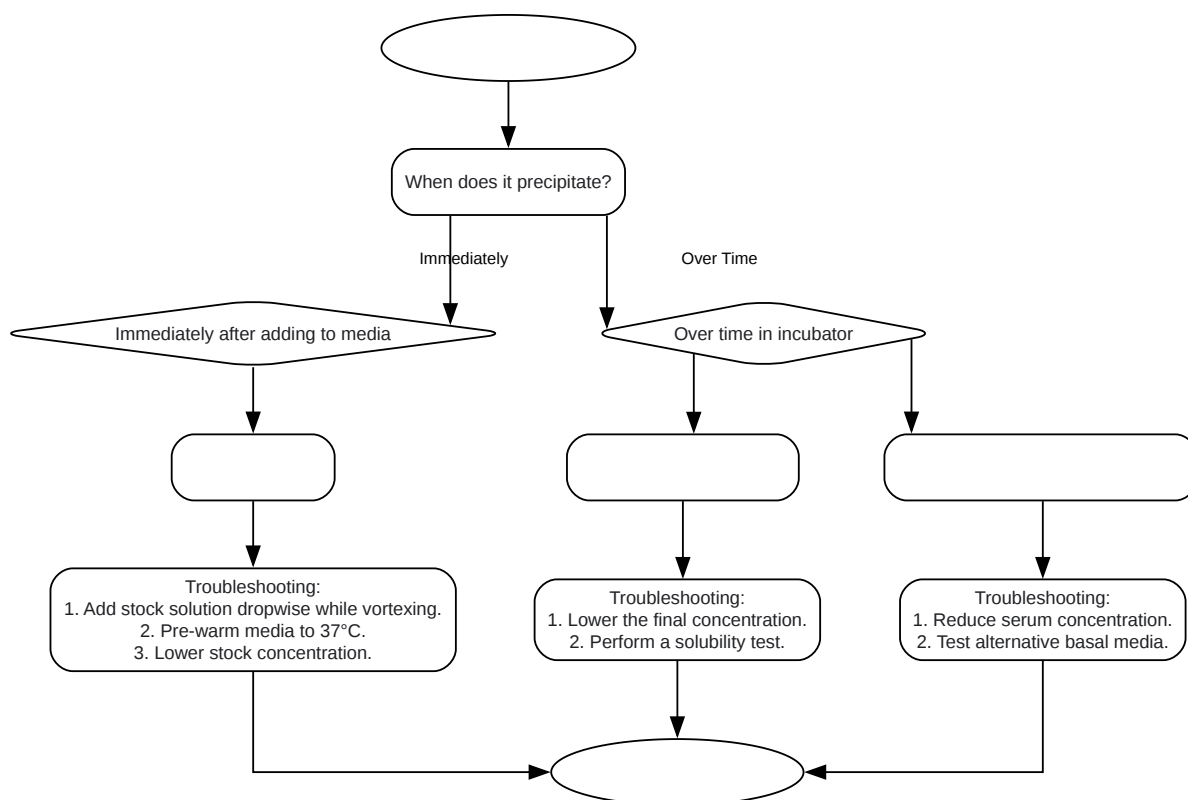 When does it precipitate?
Immediately
Over Time
Immediately after adding to media
Over time in incubator
Troubleshooting:
1. Add stock solution dropwise while vortexing.
2. Pre-warm media to 37°C.
3. Lower stock concentration.
Troubleshooting:
1. Lower the final concentration.
2. Perform a solubility test.
Troubleshooting:
1. Reduce serum concentration.
2. Test alternative basal media.